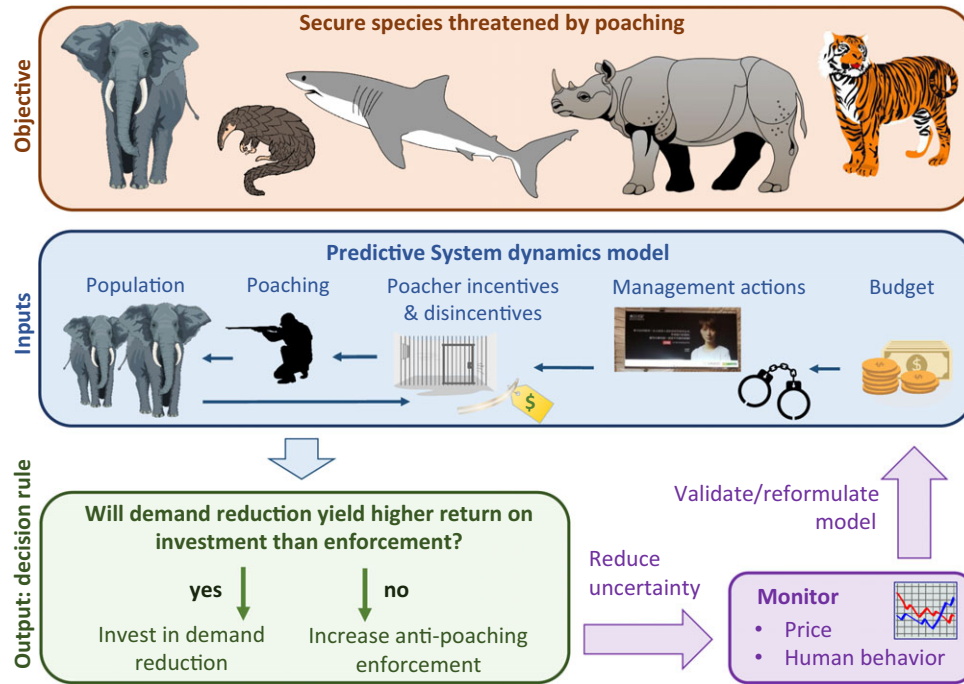 Objective
Secure species threatened by poaching
Inputs
Predictive System dynamics model
Population
Poaching
Poacher incentives
& disincentives
Management actions
Budget
$
$
Output: decision rule
Will demand reduction yield higher return on
investment than enforcement?
yes
no
Invest in demand
reduction
Increase anti-poaching
enforcement
Reduce
uncertainty
Validate/reformulate
model
Monitor
• Price
• Human behavior